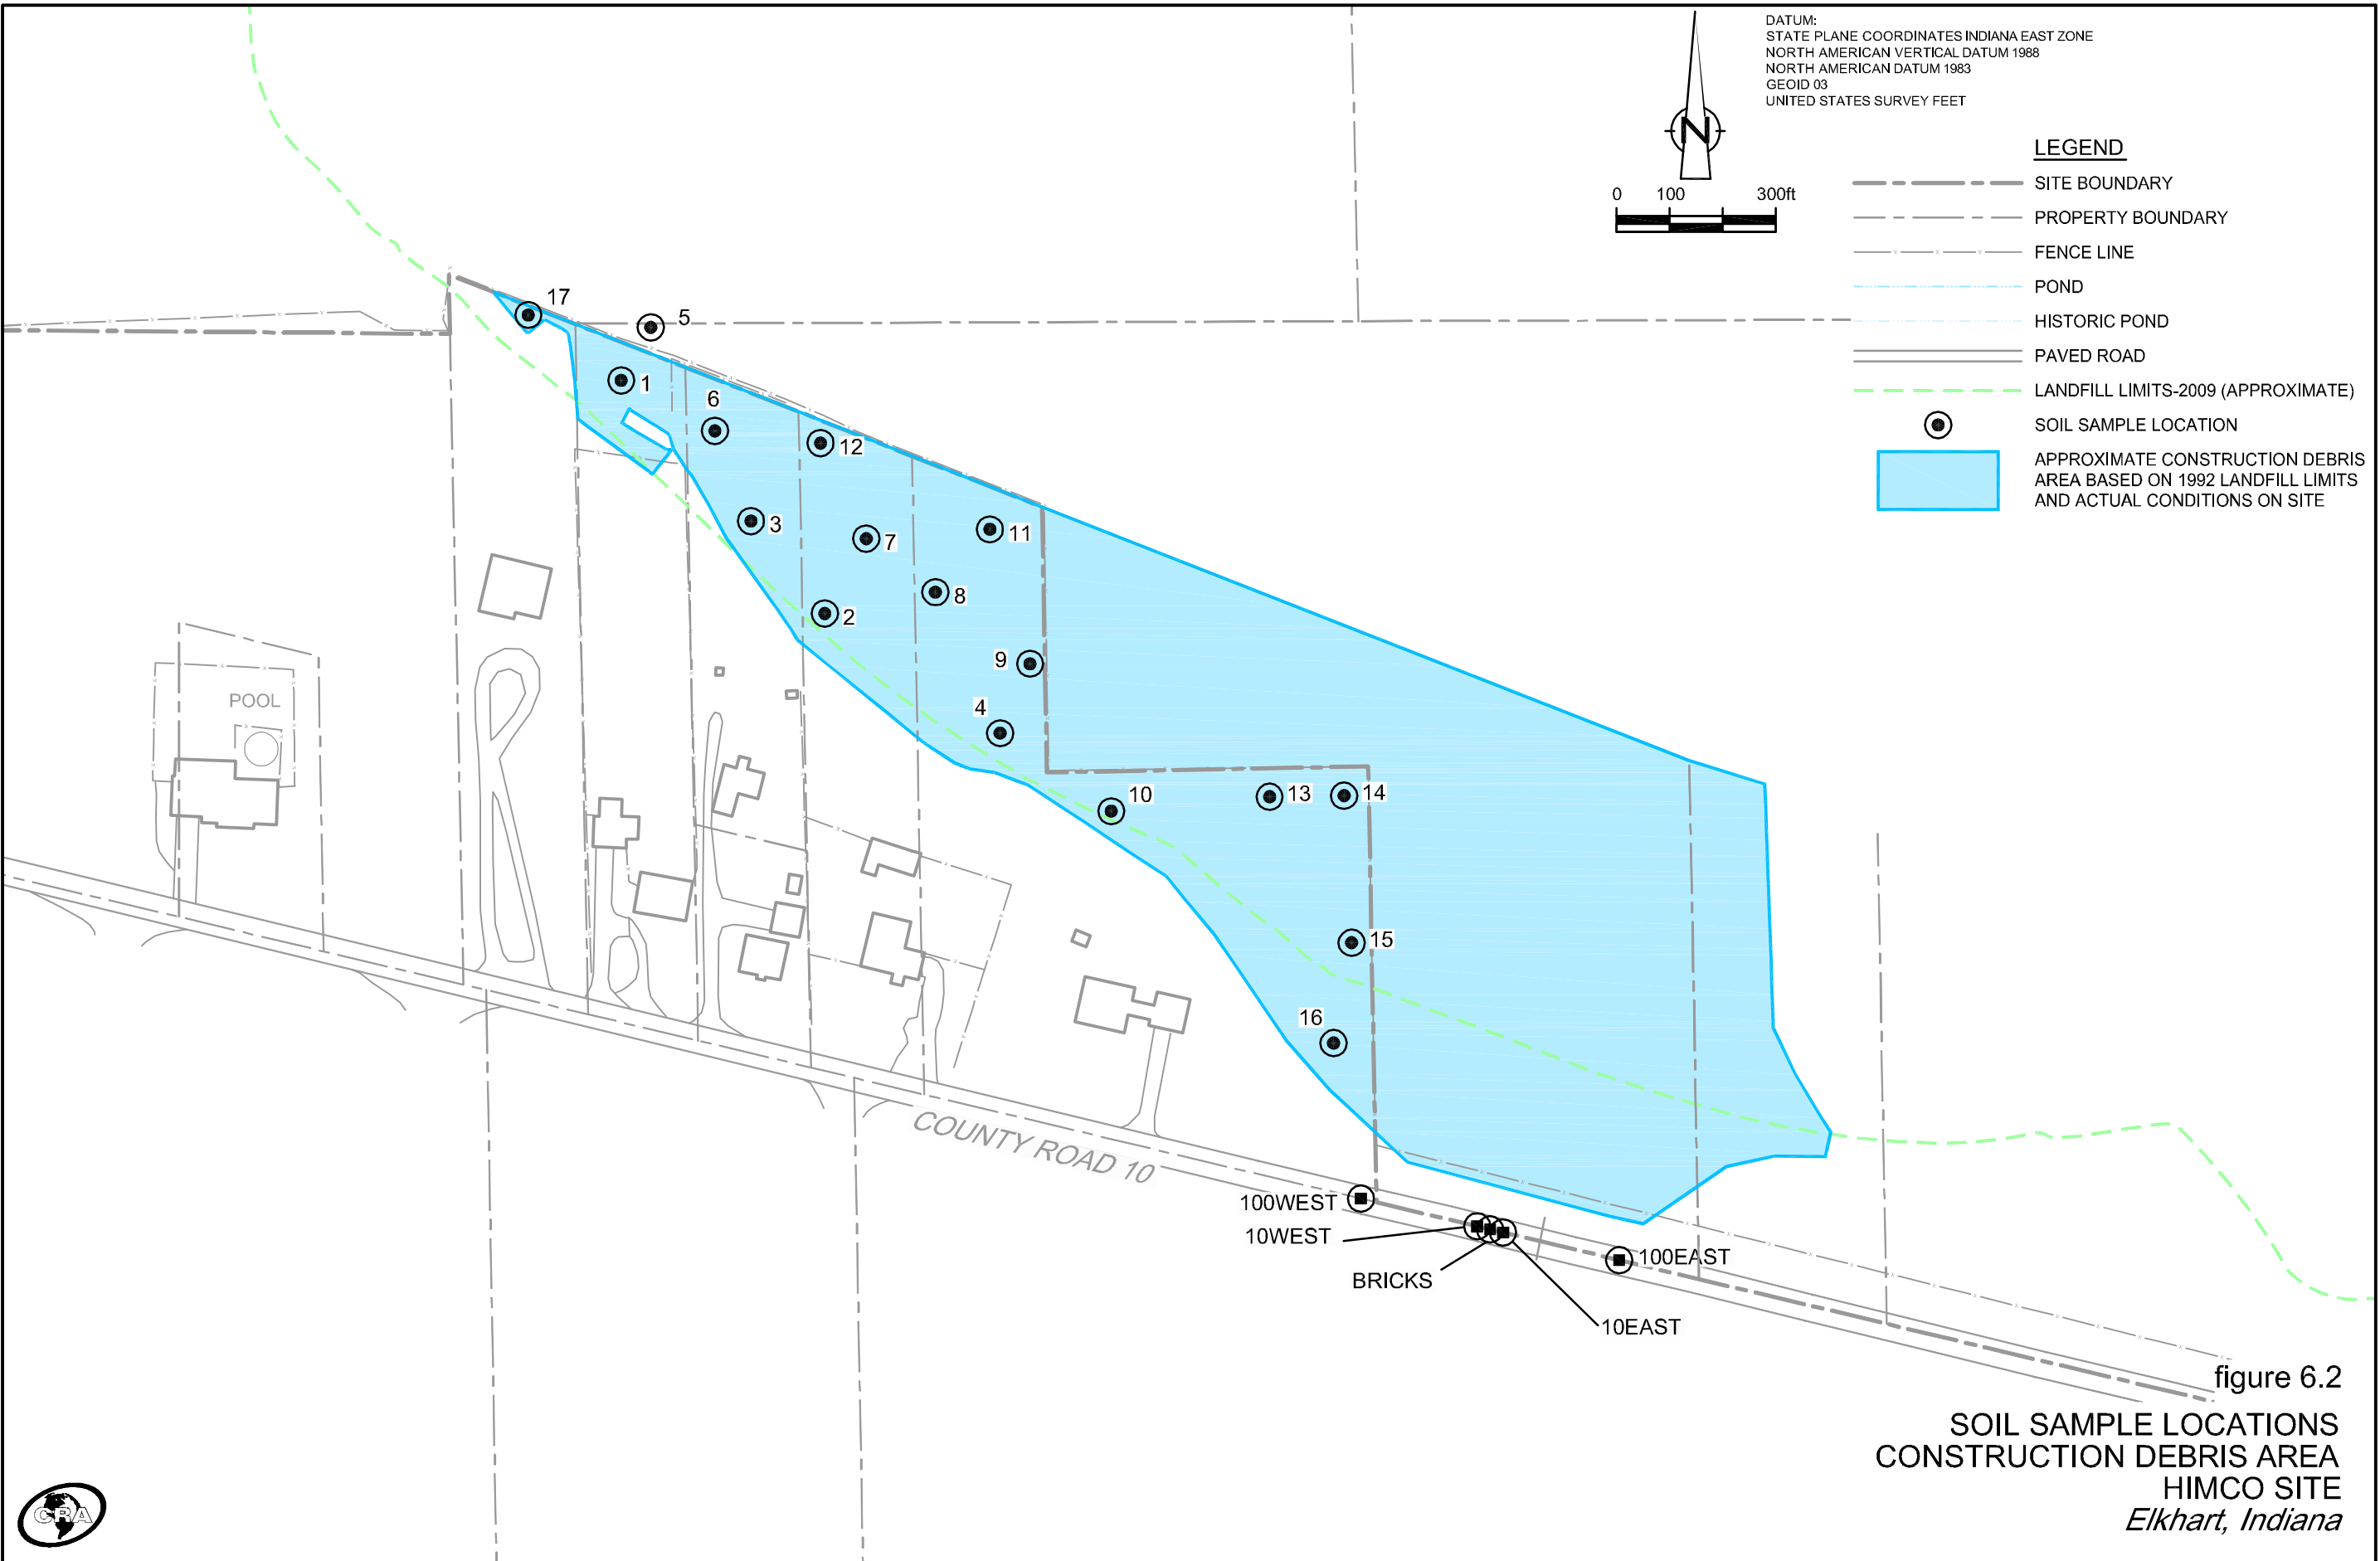 DATUM:
STATE PLANE COORDINATES INDIANA EAST ZONE
NORTH AMERICAN VERTICAL DATUM 1988
NORTH AMERICAN DATUM 1983
GEOID 03
UNITED STATES SURVEY FEET
N
0 100 300ft
LEGEND
SITE BOUNDARY
PROPERTY BOUNDARY
FENCE LINE
POND
HISTORIC POND
PAVED ROAD
LANDFILL LIMITS-2009 (APPROXIMATE)
SOIL SAMPLE LOCATION
APPROXIMATE CONSTRUCTION DEBRIS
AREA BASED ON 1992 LANDFILL LIMITS
AND ACTUAL CONDITIONS ON SITE
17
5
1
6
12
3
7
11
8
2
9
4
POOL
10
13
14
15
16
COUNTY ROAD 10
100WEST
10WEST
BRICKS
100EAST
10EAST
figure 6.2
SOIL SAMPLE LOCATIONS
CONSTRUCTION DEBRIS AREA
HIMCO SITE
Elkhart, Indiana
CRA